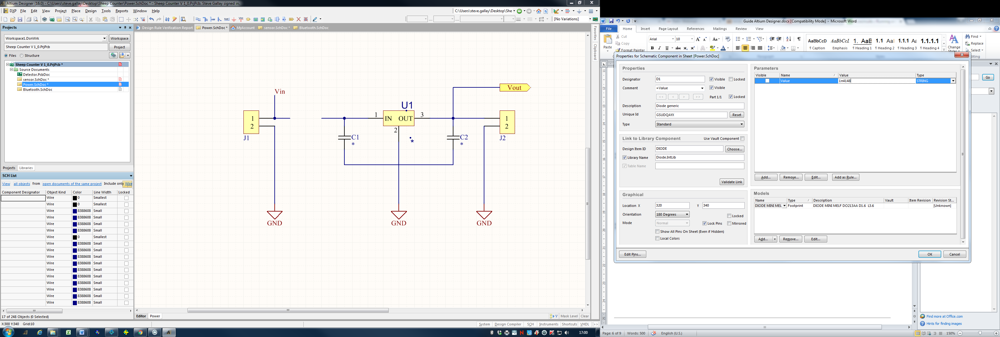 Altium Designer (16.0) - C:\Users\steve.gallay\Desktop\Sheep Counter\Power.SchDoc * - Sheep Counter V 1_0.PrjPcb. Steve Gallay signed in.
DXP File Edit View Project Place Design Tools Reports Window Help
C:\Users\steve.gallay\Desktop\She
[No Variations]
Projects
Workspace1.DsnWrk Workspace
Sheep Counter V 1_0.PrjPcb Project
Files Structure
Sheep Counter V 1_0.PrjPcb *
Source Documents
Detector.PcbDoc
sensor.SchDoc *
Power.SchDoc *
Bluetooth.SchDoc
Projects Libraries
SCH List
View all objects from open documents of the same project Include only Wire
Component Designator Object Kind Color Line Width Locked
Wire 0 Smallest
Wire 0 Smallest
Wire 8388608 Small
Wire 8388608 Small
Wire 8388608 Small
Wire 8388608 Small
Wire 0 Smallest
Wire 8388608 Small
Wire 8388608 Small
Wire 8388608 Small
Wire 8388608 Small
Wire 8388608 Small
Wire 8388608 Small
Wire 8388608 Small
Wire 8388608 Small
Wire 8388608 Small
Wire 8388608 Small
17 of 248 Objects (0 Selected)
X:300 Y:340 Grid:10
Design Rule Verification Report Power.SchDoc * MyAccount sensor.SchDoc * Bluetooth.SchDoc
Favorites
Clipboard
Vin
Vout
U1
1 IN OUT 3
2
*
1
2
J1
C1
*
C2
*
1
2
J2
GND
GND
GND
Editor Power
Mask Level Clear
System Design Compiler SCH Instruments Shortcuts VHDL >>
17:00
Guide Altium Designer.docx [Compatibility Mode] - Microsoft Word
File Home Insert Page Layout References Mailings Review View
Paste
Cut
Copy
Format Painter
Arial 10
AaBbCcD AaBbCcI 1. AaB 1.1 Aal 1.1.1 Aa 1.1.1.1
¶ Caption Emphasis ¶ Heading 1 ¶ Heading 2 ¶ Heading 3 ¶ Heading 4
Change
Find
Replace
Select
Properties for Schematic Component in Sheet [Power.SchDoc]
Properties
Designator D1 Visible Locked
Comment =Value Visible
<< < > >> Part 1/1 Locked
Description Diode generic
Unique Id GSUDQAYX Reset
Type Standard
Link to Library Component Use Vault Component
Design Item ID DIODE Choose...
Library Name Diode.IntLib
Table Name
Validate Link
Graphical
Location X 320 Y 340
Orientation 180 Degrees Locked
Mode Normal Lock Pins Mirrored
Show All Pins On Sheet (Even if Hidden)
Local Colors
Parameters
Visible Name Value Type
Value 1n4148 STRING
Add... Remove... Edit... Add as Rule...
Models
Name Type Description Vault Item Revision Revision St...
DIODE MINI MEL Footprint DIODE MINI MELF DO213AA D1.6 L3.6 [Unknown]
Add... Remove... Edit...
Edit Pins... OK Cancel
Go
Find more at Office.com
Hints for finding images
Page: 6 of 9 Words: 500 English (U.S.) 150%